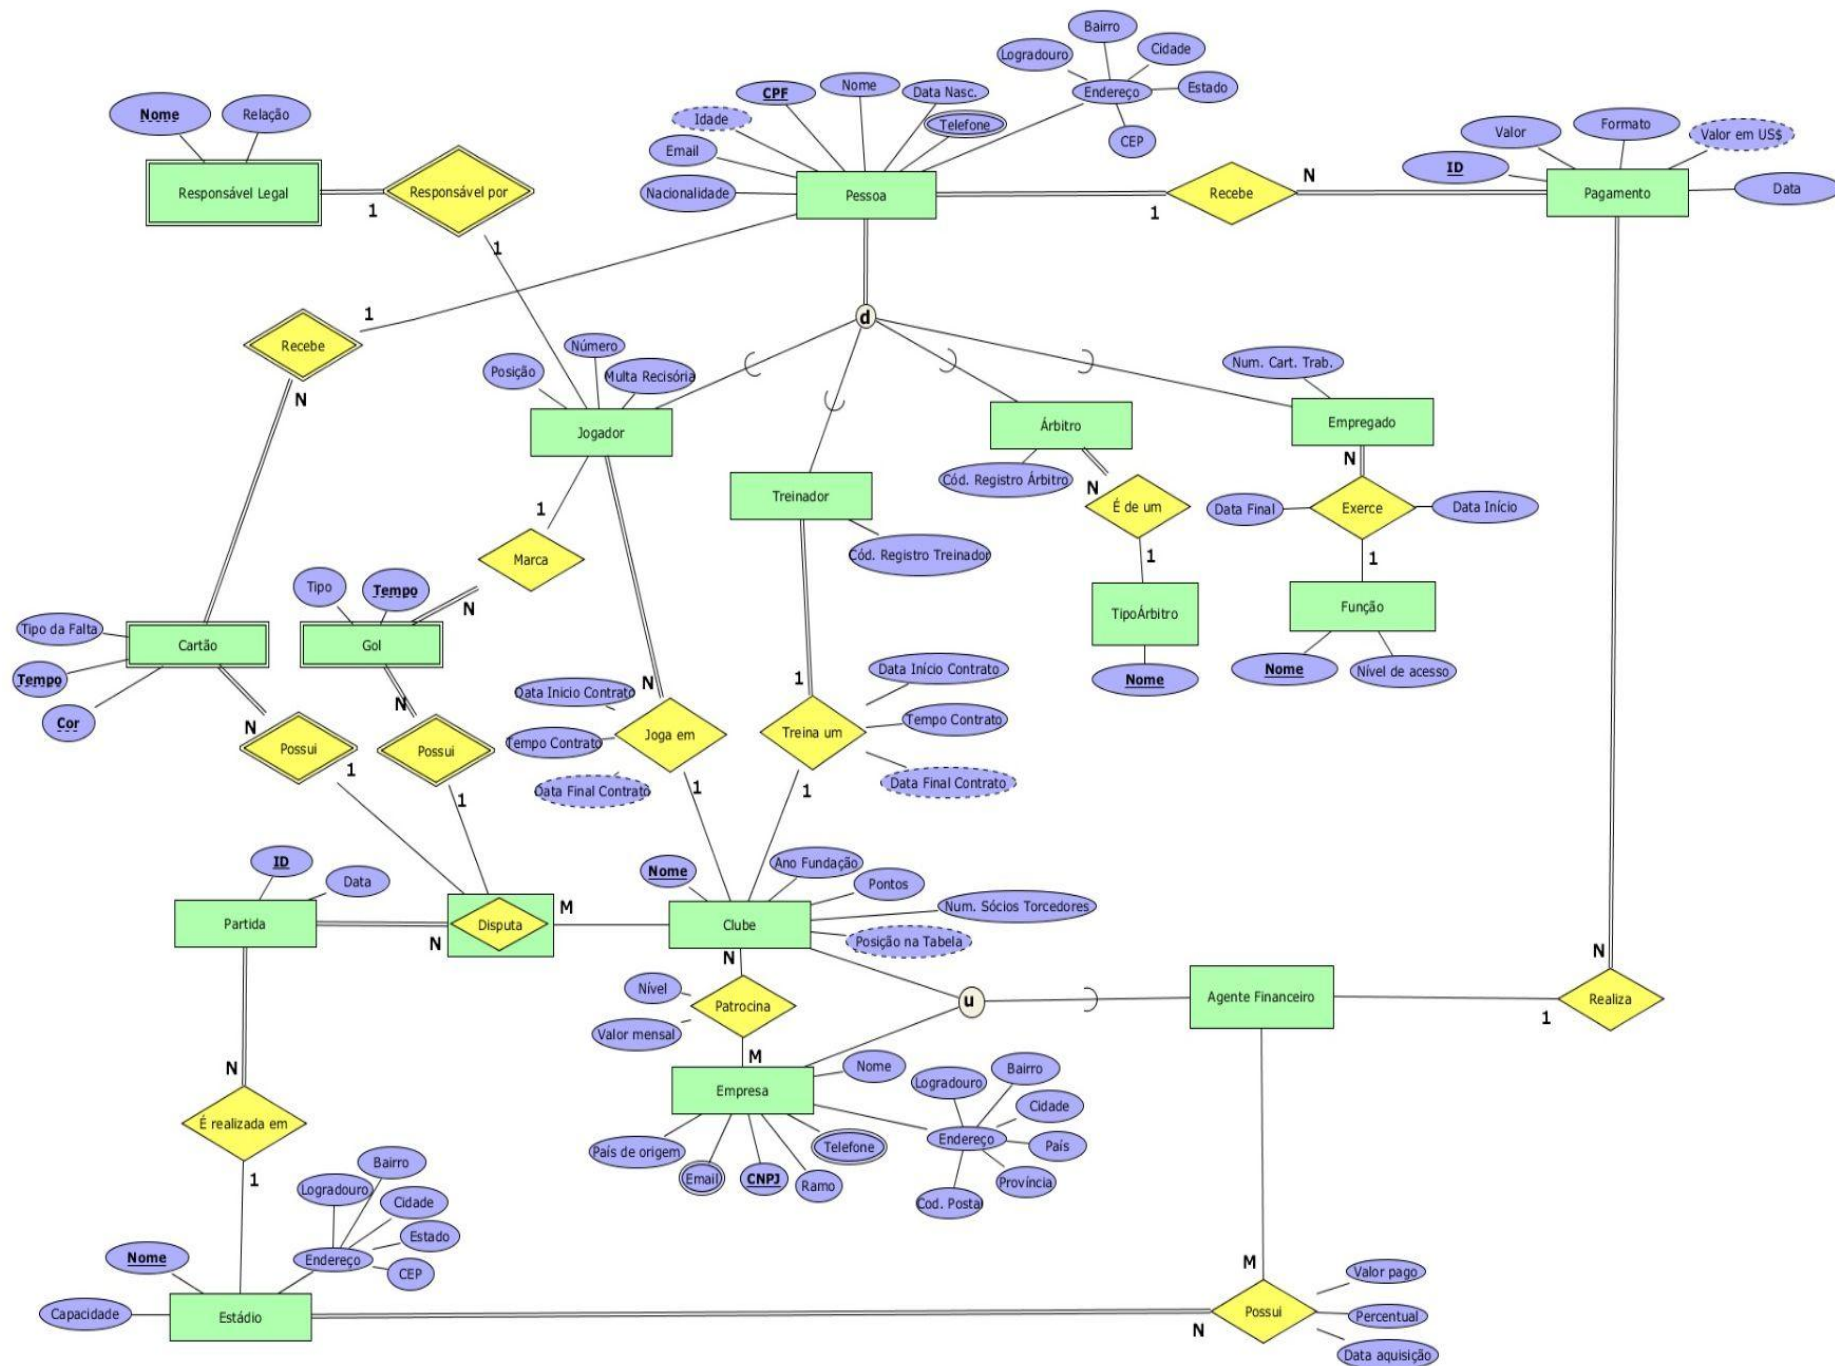 Bairro
Logradouro
Cidade
Endereço
Estado
CEP
Nome
Relação
Responsável Legal
1
Responsável por
1
Idade
CPF
Nome
Data Nasc.
Telefone
Email
Nacionalidade
Pessoa
1
Recebe
N
Valor
Formato
Valor em US$
ID
Pagamento
Data
d
1
Recebe
N
Posição
Número
Multa Recisória
Jogador
Árbitro
Cód. Registro Árbitro
N
É de um
1
TipoÁrbitro
Nome
Num. Cart. Trab.
Empregado
N
Data Final
Exerce
Data Início
1
Função
Nome
Nível de acesso
Treinador
Cód. Registro Treinador
1
Marca
N
Tipo
Tempo
Gol
N
Tipo da Falta
Cartão
Tempo
Cor
N
Possui
1
Possui
1
N
Data Inicio Contrato
Joga em
Tempo Contrato
Data Final Contrato
1
1
Data Início Contrato
Treina um
Tempo Contrato
Data Final Contrato
1
ID
Data
Partida
N
Disputa
M
Nome
Ano Fundação
Pontos
Clube
Num. Sócios Torcedores
Posição na Tabela
N
Nível
Patrocina
Valor mensal
M
u
Agente Financeiro
1
Realiza
N
Empresa
Nome
País de origem
Email
CNPJ
Ramo
Telefone
Logradouro
Bairro
Cidade
Endereço
País
Província
Cod. Postal
N
É realizada em
1
Bairro
Logradouro
Cidade
Estado
Endereço
CEP
Nome
Capacidade
Estádio
N
M
Possui
Valor pago
Percentual
Data aquisição